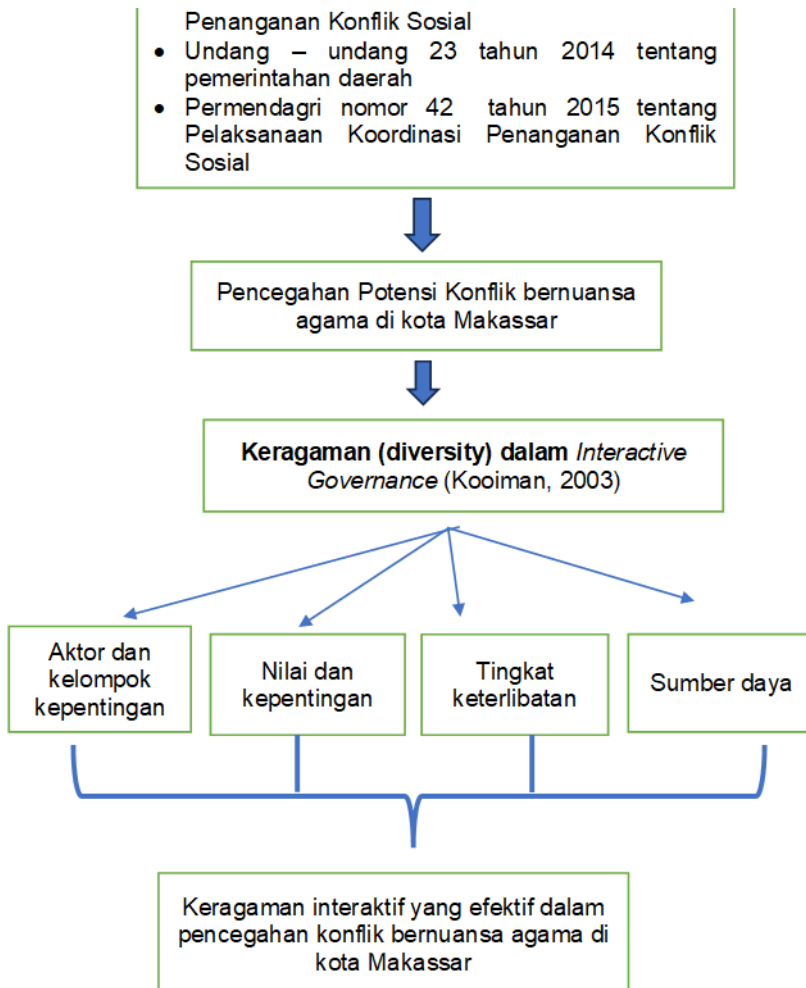 Penanganan Konflik Sosial
• Undang – undang 23 tahun 2014 tentang
pemerintahan daerah
• Permendagri nomor 42 tahun 2015 tentang
Pelaksanaan Koordinasi Penanganan Konflik
Sosial
Pencegahan Potensi Konflik bernuansa
agama di kota Makassar
Keragaman (diversity) dalam Interactive
Governance (Kooiman, 2003)
Aktor dan
kelompok
kepentingan
Nilai dan
kepentingan
Tingkat
keterlibatan
Sumber daya
Keragaman interaktif yang efektif dalam
pencegahan konflik bernuansa agama di
kota Makassar